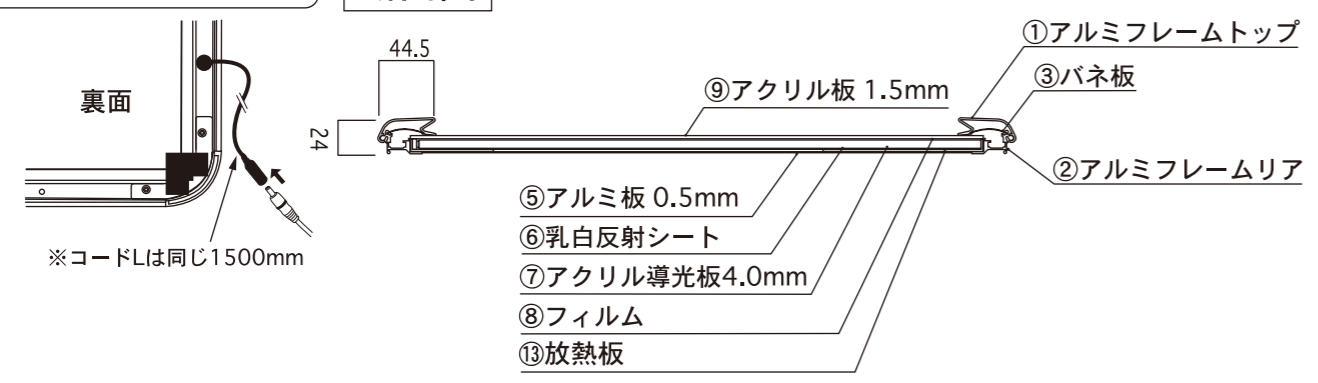 裏面
※コードLは同じ1500mm
44.5
24
①アルミフレームトップ
③バネ板
⑨アクリル板 1.5mm
②アルミフレームリア
⑤アルミ板 0.5mm
⑥乳白反射シート
⑦アクリル導光板4.0mm
⑧フィルム
⑬放熱板